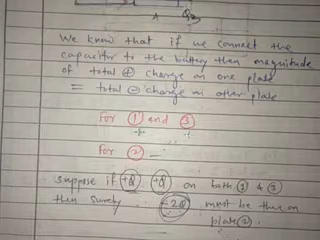 A Q₂
We know that if we connect the
capacitor to the battery then magnitude
of total ⊕ charge on one plate
= total ⊖ charge on other plate
For ① and ③
+ +
For ② –
suppose if +Q +Q on both ① & ③
then surely -2Q must be there on
plate ②.